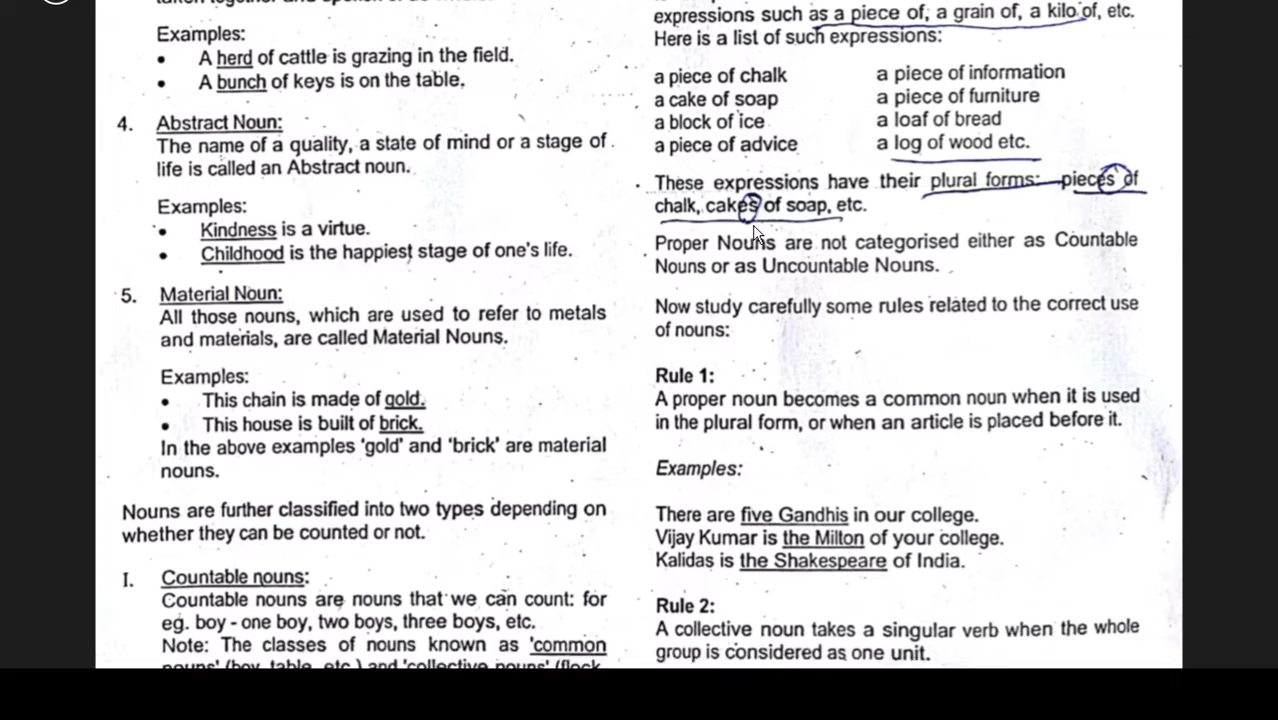 Examples:
• A herd of cattle is grazing in the field.
• A bunch of keys is on the table.
4. Abstract Noun:
The name of a quality, a state of mind or a stage of
life is called an Abstract noun.
Examples:
• Kindness is a virtue.
• Childhood is the happiest stage of one's life.
5. Material Noun:
All those nouns, which are used to refer to metals
and materials, are called Material Nouns.
Examples:
• This chain is made of gold.
• This house is built of brick.
In the above examples 'gold' and 'brick' are material
nouns.
Nouns are further classified into two types depending on
whether they can be counted or not.
I. Countable nouns:
Countable nouns are nouns that we can count: for
eg. boy - one boy, two boys, three boys, etc.
Note: The classes of nouns known as 'common
nouns' (boy, table, etc.) and 'collective nouns' (flock,
expressions such as a piece of, a grain of, a kilo of, etc.
Here is a list of such expressions:
a piece of chalk a piece of information
a cake of soap a piece of furniture
a block of ice a loaf of bread
a piece of advice a log of wood etc.
These expressions have their plural forms: pieces of
chalk, cakes of soap, etc.
Proper Nouns are not categorised either as Countable
Nouns or as Uncountable Nouns.
Now study carefully some rules related to the correct use
of nouns:
Rule 1:
A proper noun becomes a common noun when it is used
in the plural form, or when an article is placed before it.
Examples:
There are five Gandhis in our college.
Vijay Kumar is the Milton of your college.
Kalidas is the Shakespeare of India.
Rule 2:
A collective noun takes a singular verb when the whole
group is considered as one unit.